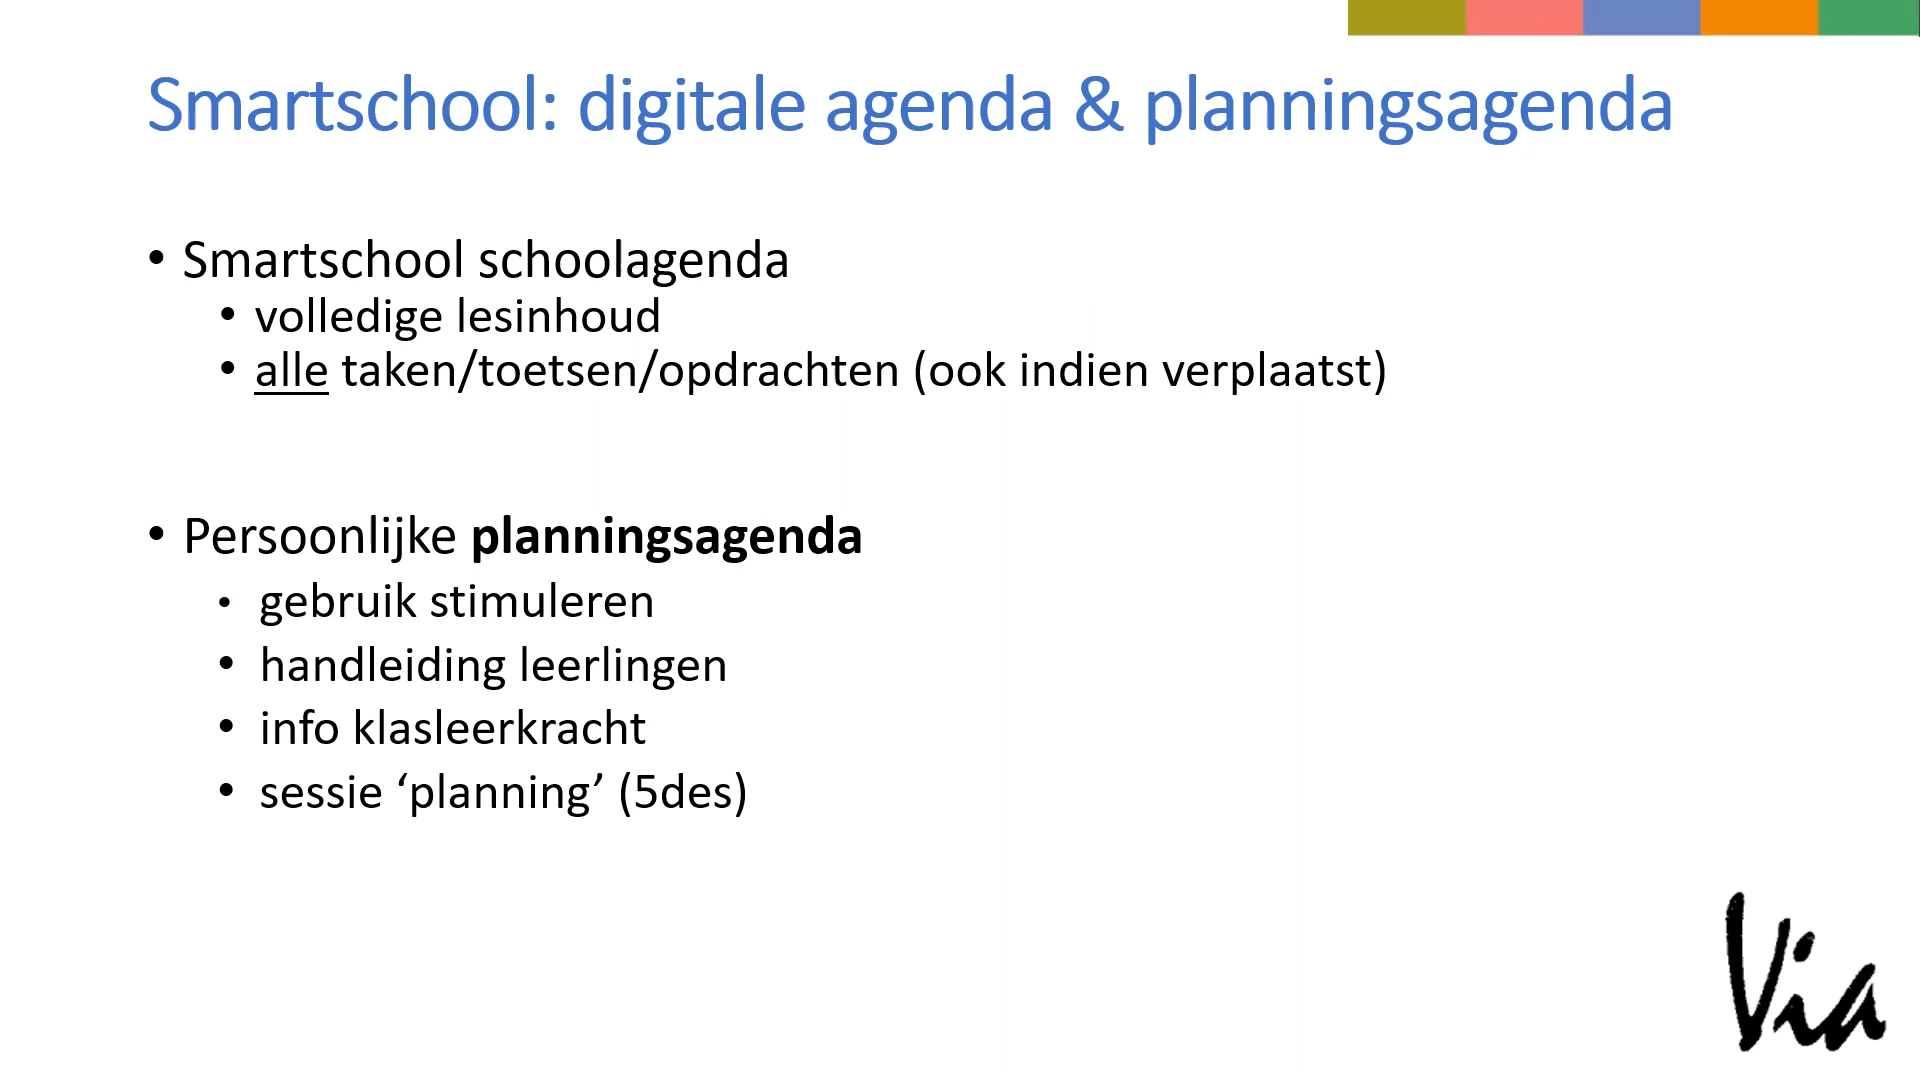 Smartschool: digitale agenda & planningsagenda
• Smartschool schoolagenda
• volledige lesinhoud
• alle taken/toetsen/opdrachten (ook indien verplaatst)
• Persoonlijke planningsagenda
• gebruik stimuleren
• handleiding leerlingen
• info klasleerkracht
• sessie ‘planning’ (5des)
Via